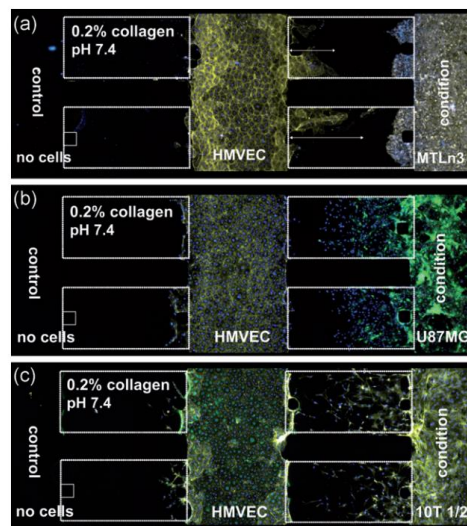 (a)
0.2% collagen
pH 7.4
control
no cells
HMVEC
condition
MTLn3
(b)
0.2% collagen
pH 7.4
control
no cells
HMVEC
condition
U87MG
(c)
0.2% collagen
pH 7.4
control
no cells
HMVEC
condition
10T 1/2